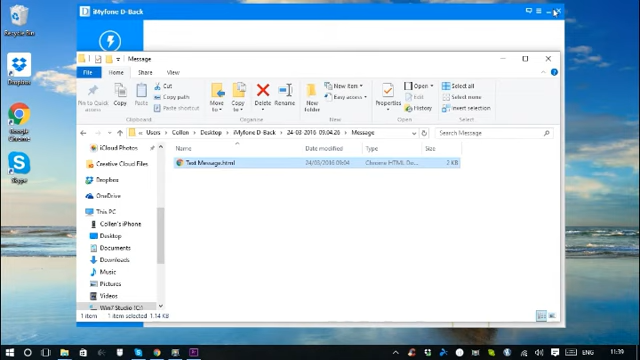 iMyfone D-Back
Recycle Bin
Dropbox
Google Chrome
Skype
Message
File
Home
Share
View
Pin to Quick access
Copy
Paste
Cut
Copy path
Paste shortcut
Clipboard
Move to
Copy to
Delete
Rename
Organise
New folder
New item
Easy access
New
Properties
Open
Edit
History
Open
Select all
Select none
Invert selection
Select
Users > Collen > Desktop > iMyfone D-Back > 24-03-2016 09.04.26 > Message
Search Message
Name
Date modified
Type
Size
Text Message.html
24/03/2016 09:04
Chrome HTML Do...
2 KB
iCloud Photos
Creative Cloud Files
Dropbox
OneDrive
This PC
Collen's iPhone
Desktop
Documents
Downloads
Music
Pictures
Videos
Win7 Studio (C:)
1 item
1 item selected 1.14 KB
ENG
11:39